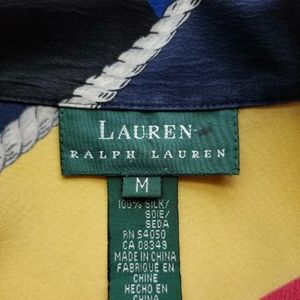 LAUREN
RALPH LAUREN
M
100% SILK/
SOIE/
SEDA
RN 54050
CA 08349
MADE IN CHINA
FABRIQUÉ EN
CHINE
HECHO EN
CHINA